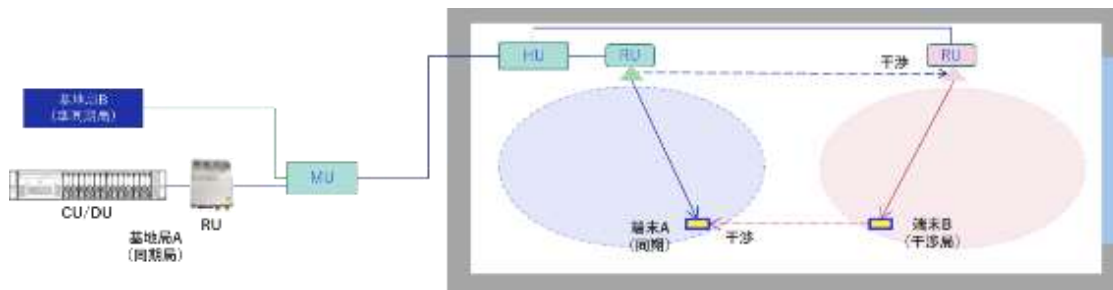 HU
RU
RU
干渉
基地局B
(準同期局)
MU
CU/DU
RU
基地局A
(同期局)
端末A
(同期)
干渉
端末B
(干渉局)